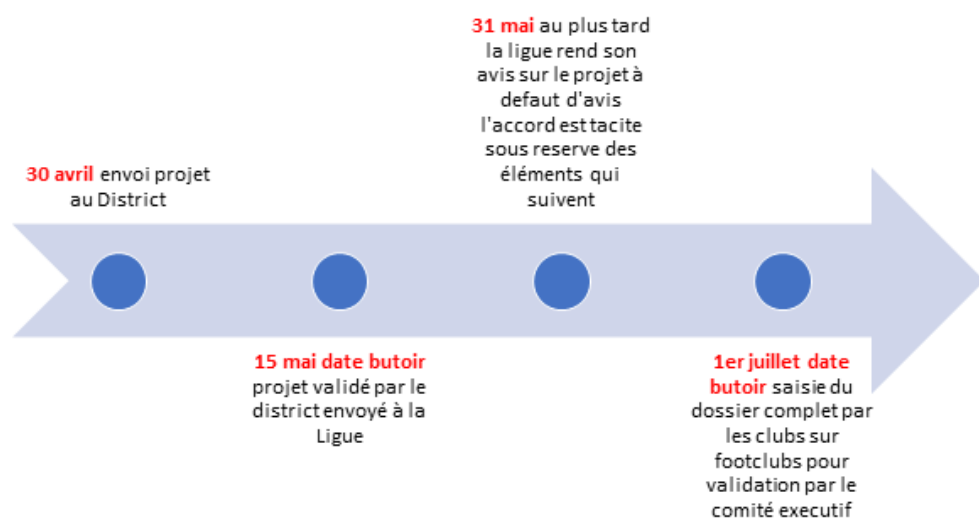 30 avril envoi projet
au District
15 mai date butoir
projet validé par le
district envoyé à la
Ligue
31 mai au plus tard
la ligue rend son
avis sur le projet à
defaut d'avis
l'accord est tacite
sous reserve des
éléments qui
suivent
1er juillet date
butoir saisie du
dossier complet par
les clubs sur
footclubs pour
validation par le
comité executif